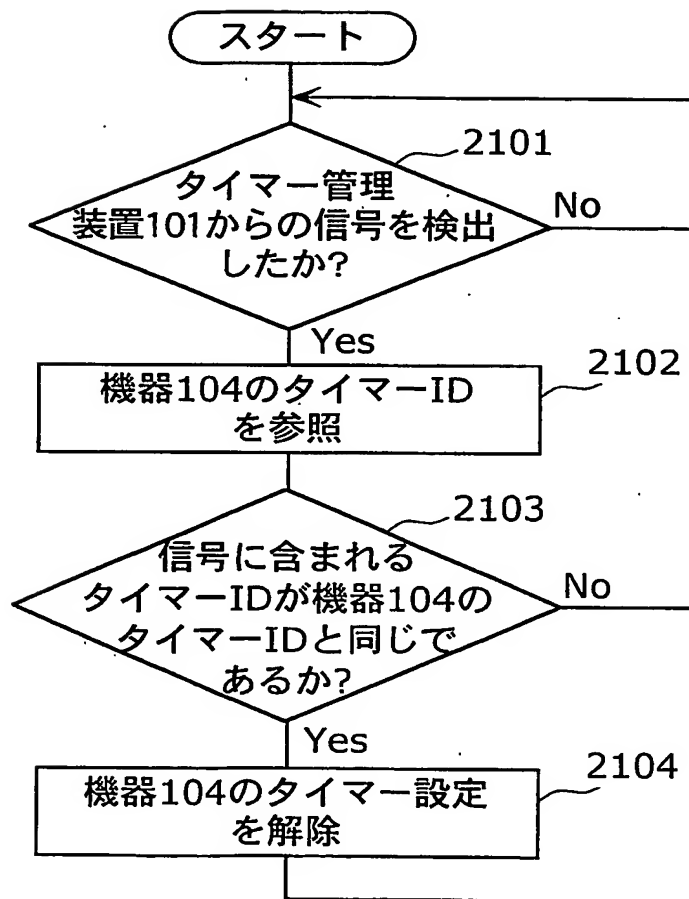 スタート
2101
タイマー管理
装置101からの信号を検出
したか?
No
Yes
2102
機器104のタイマーID
を参照
2103
信号に含まれる
タイマーIDが機器104の
タイマーIDと同じで
あるか?
No
Yes
2104
機器104のタイマー設定
を解除